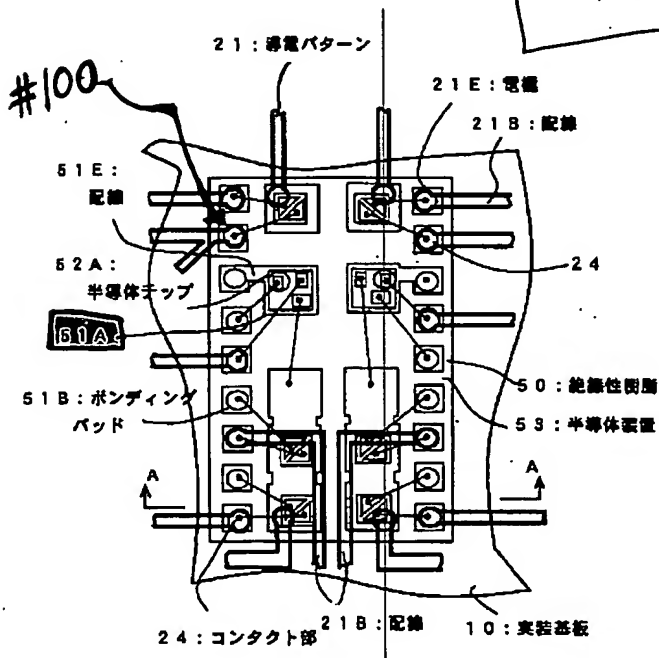 21：導電パターン
#100
21E：電極
21B：配線
51E：
配線
52A：
半導体チップ
24
51A
51B：ボンディング
パッド
50：絶縁性樹脂
53：半導体装置
A
A
24：コンタクト部
21B：配線
10：実装基板